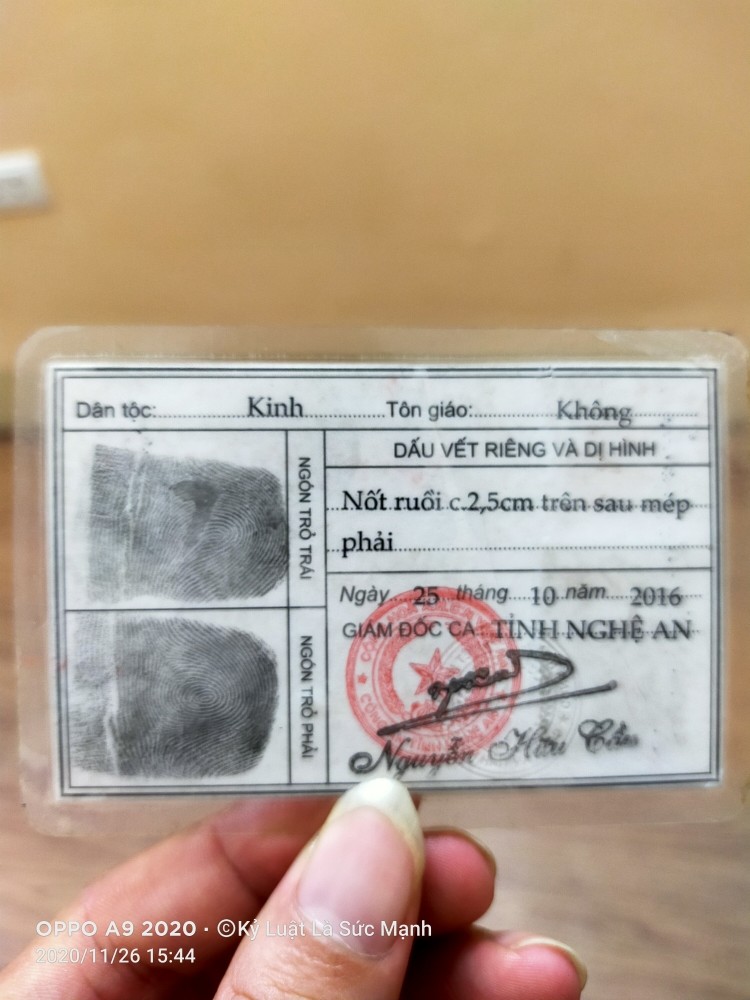 Dân tộc: Kinh Tôn giáo: Không
NGÓN TRỎ TRÁI
NGÓN TRỎ PHẢI
DẤU VẾT RIÊNG VÀ DỊ HÌNH
Nốt ruồi c.2,5cm trên sau mép
phải
Ngày 25 tháng 10 năm 2016
GIÁM ĐỐC CA. TỈNH NGHỆ AN
Nguyễn Hữu Cầu
OPPO A9 2020 · ©Kỷ Luật Là Sức Mạnh
2020/11/26 15:44